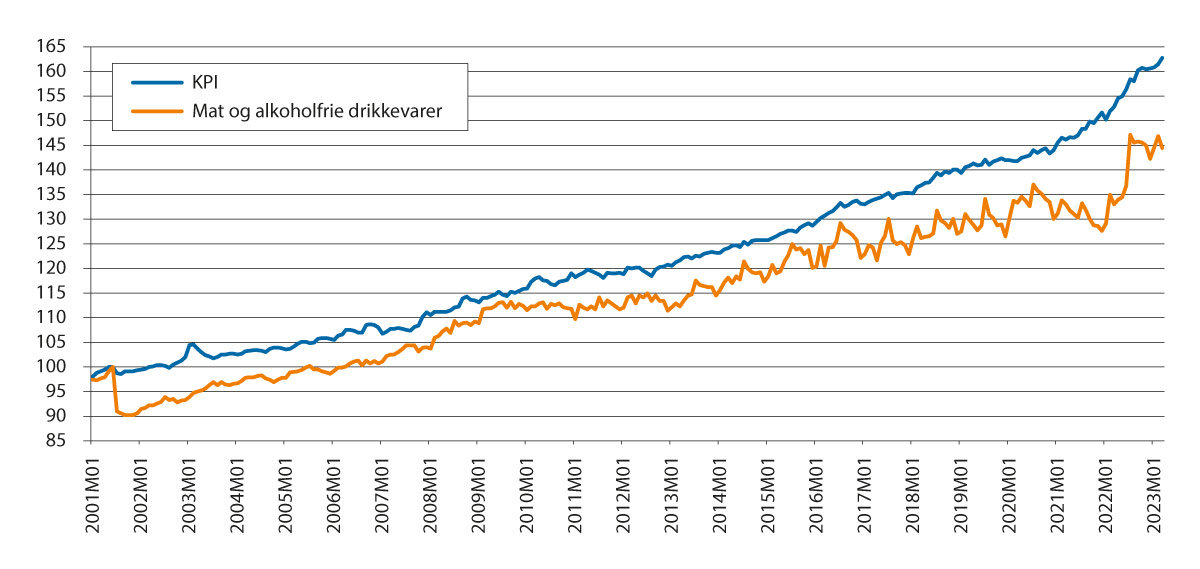 165
160
155
150
145
140
135
130
125
120
115
110
105
100
95
90
85
KPI
Mat og alkoholfrie drikkevarer
2001M01
2002M01
2003M01
2004M01
2005M01
2006M01
2007M01
2008M01
2009M01
2010M01
2011M01
2012M01
2013M01
2014M01
2015M01
2016M01
2017M01
2018M01
2019M01
2020M01
2021M01
2022M01
2023M01